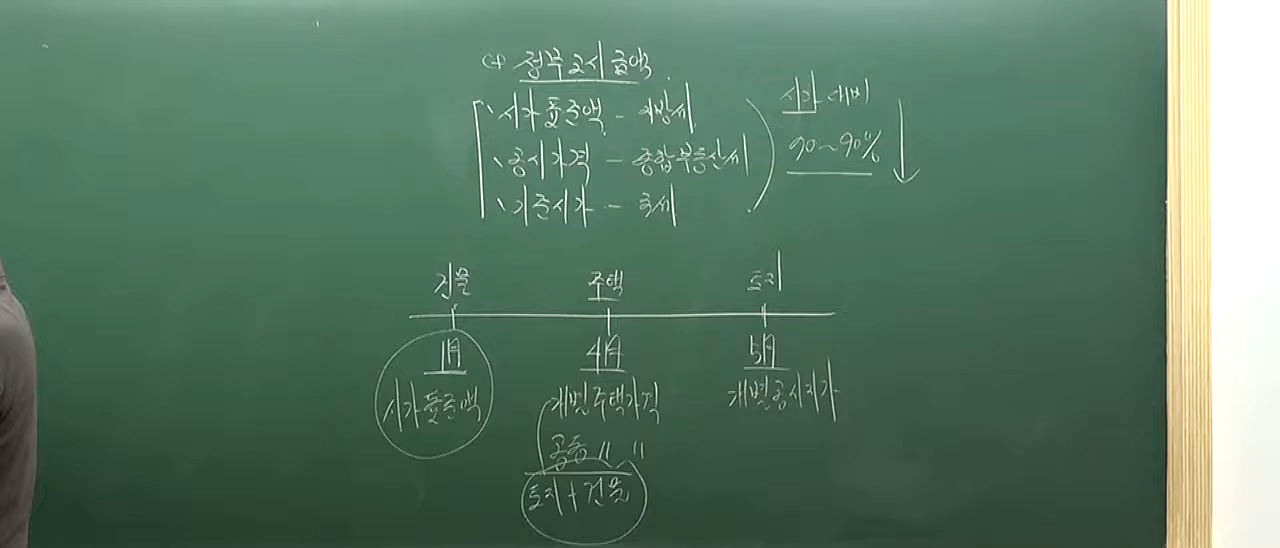 (4) 정부고시금액
、시가표준액 - 지방세
、공시가격 - 종합부동산세
、기준시가 - 국세
시가 대비
70~90%
건물 주택 토지
1月 4月 5月
시가표준액 개별주택가격 개별공시지가
공동 〃 〃
토지+건물